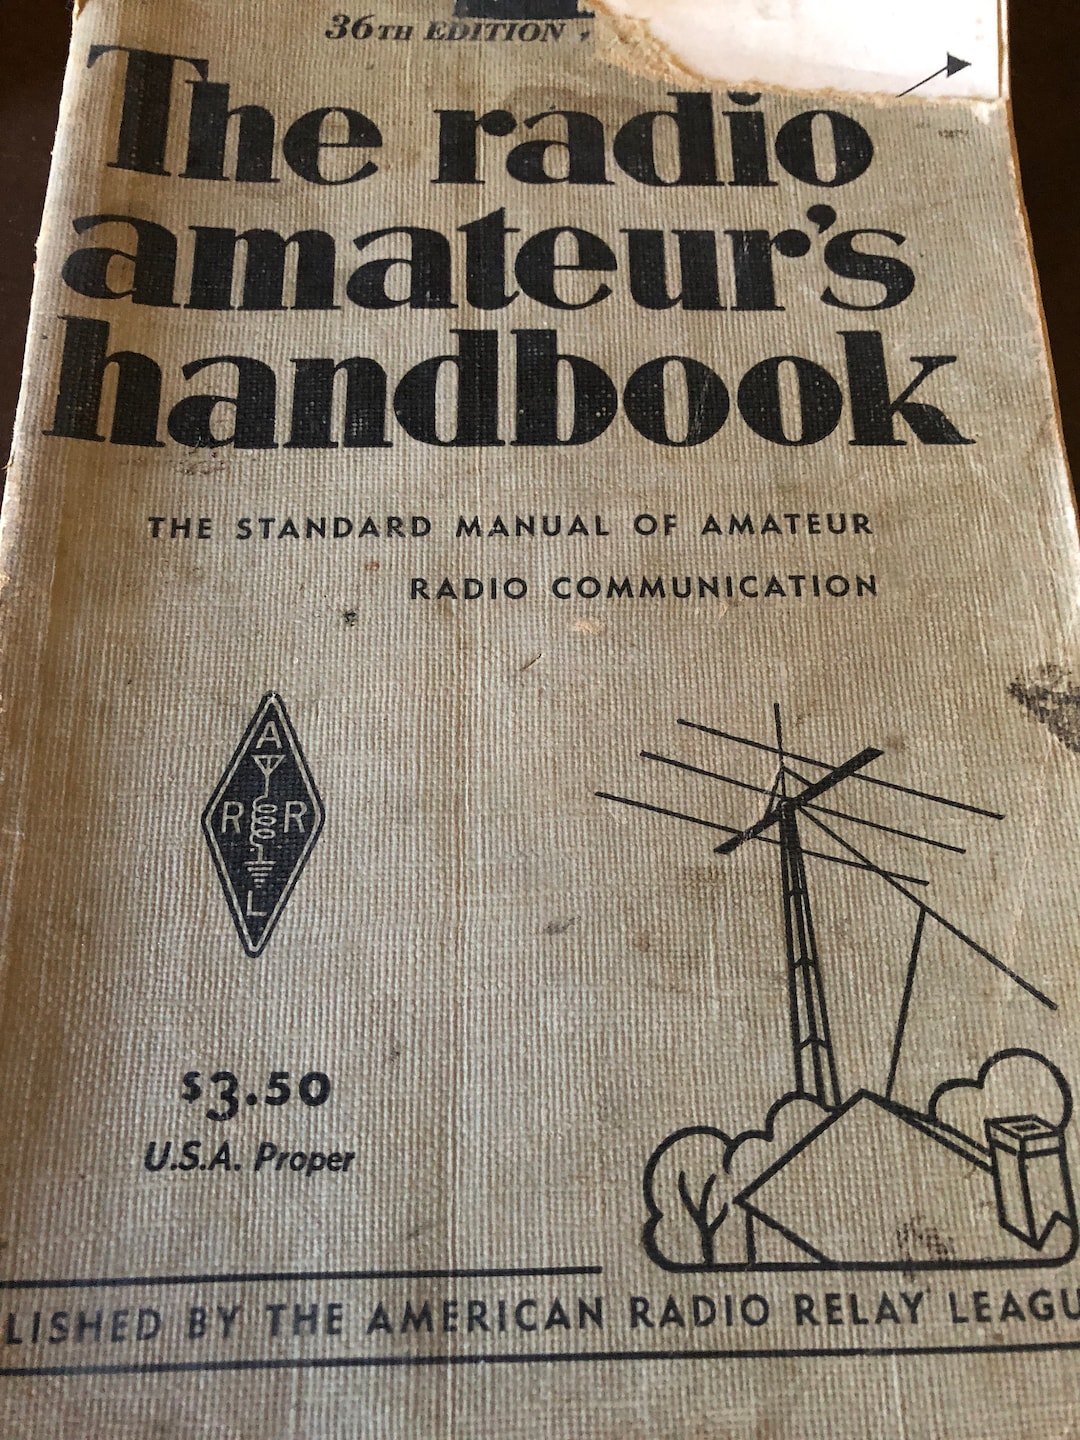 36TH EDITION
The radio
amateur's
handbook
THE STANDARD MANUAL OF AMATEUR
RADIO COMMUNICATION
A
R R
L
$3.50
U.S.A. Proper
LISHED BY THE AMERICAN RADIO RELAY LEAGU